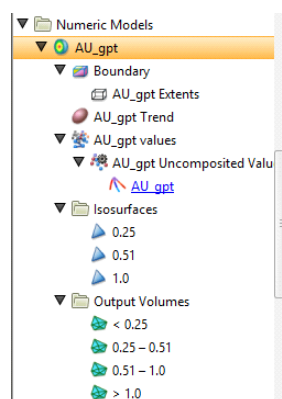 Numeric Models
AU_gpt
Boundary
AU_gpt Extents
AU_gpt Trend
AU_gpt values
AU_gpt Uncomposited Valu
AU_gpt
Isosurfaces
0.25
0.51
1.0
Output Volumes
< 0.25
0.25 – 0.51
0.51 – 1.0
> 1.0